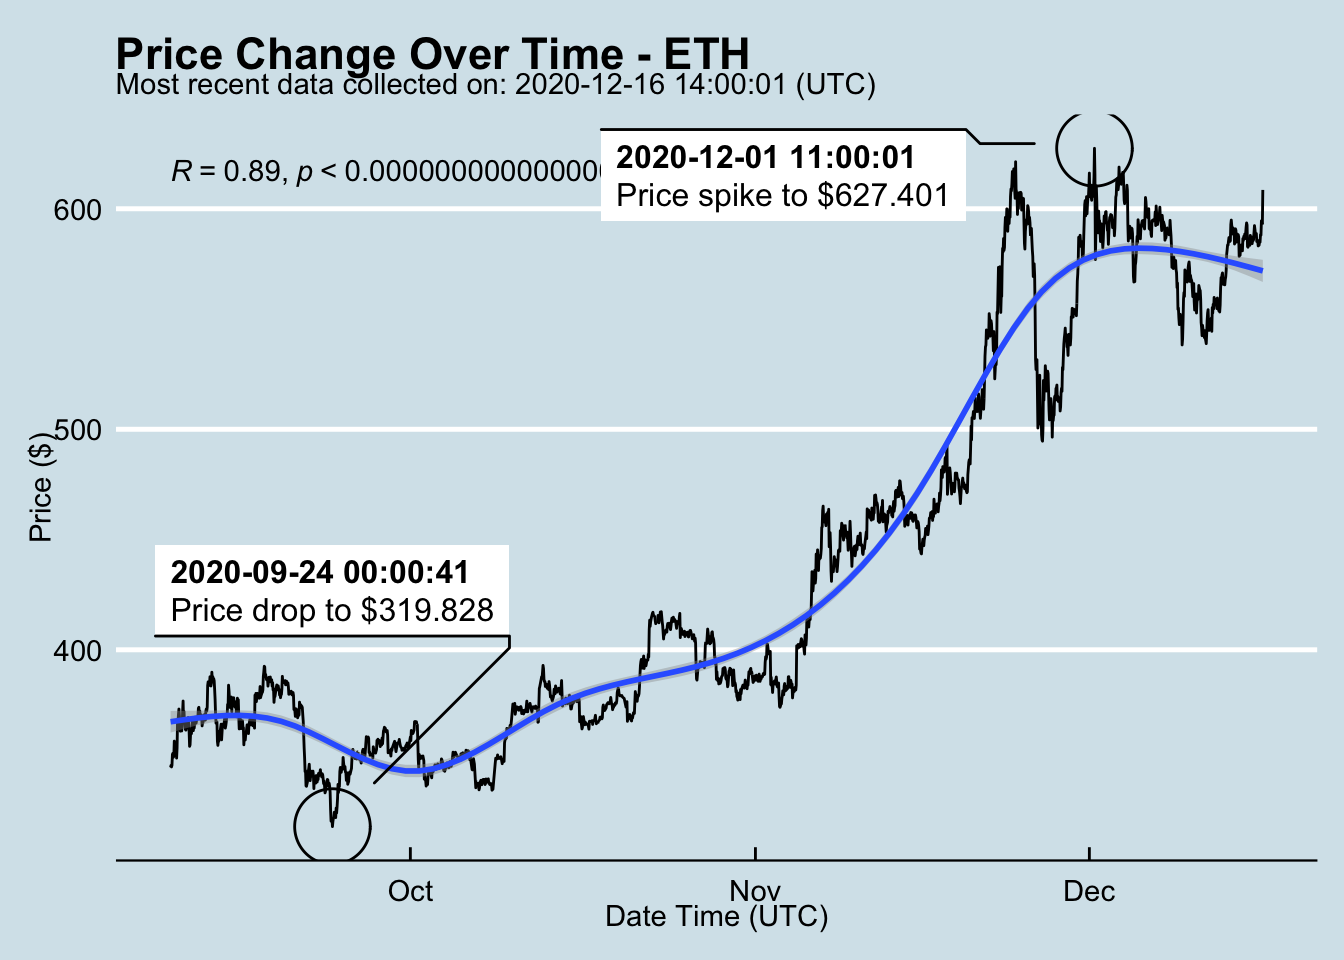 Price Change Over Time - ETH
Most recent data collected on: 2020-12-16 14:00:01 (UTC)
R = 0.89, p < 0.00000000000000
2020-12-01 11:00:01
Price spike to $627.401
600
500
400
Price ($)
2020-09-24 00:00:41
Price drop to $319.828
Oct
Nov
Dec
Date Time (UTC)